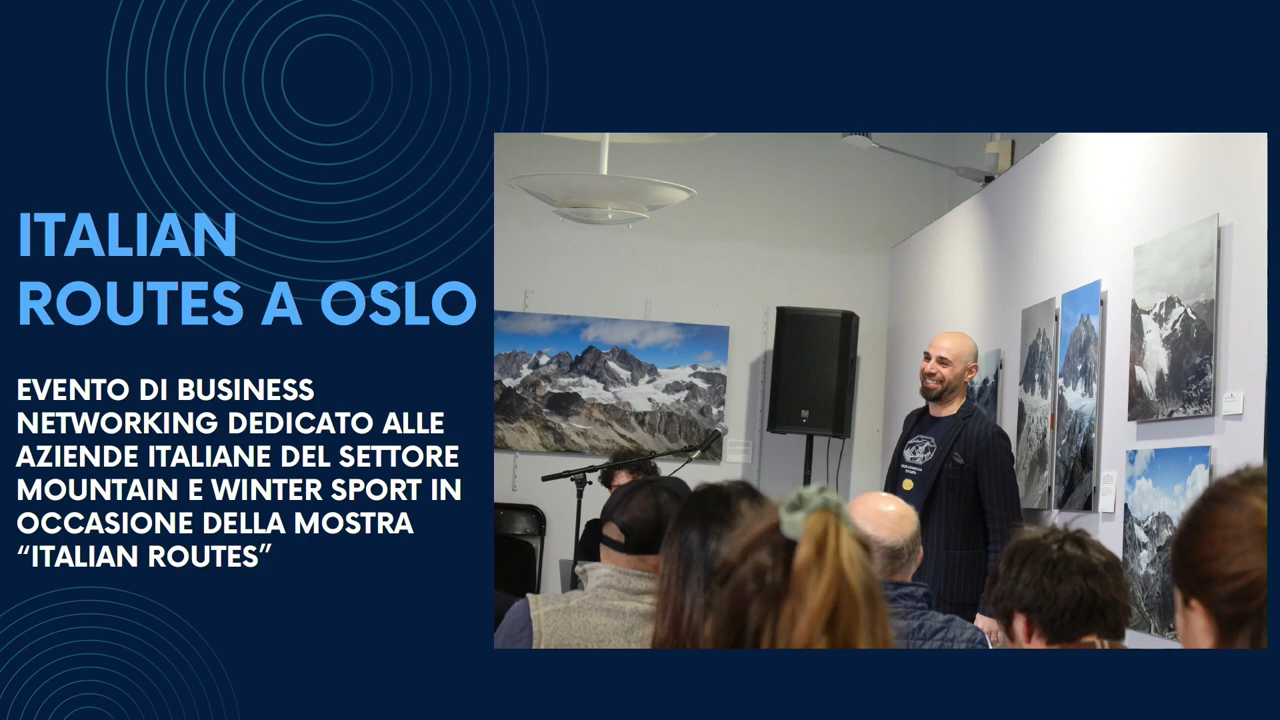 ITALIAN
ROUTES A OSLO
EVENTO DI BUSINESS
NETWORKING DEDICATO ALLE
AZIENDE ITALIANE DEL SETTORE
MOUNTAIN E WINTER SPORT IN
OCCASIONE DELLA MOSTRA
“ITALIAN ROUTES”